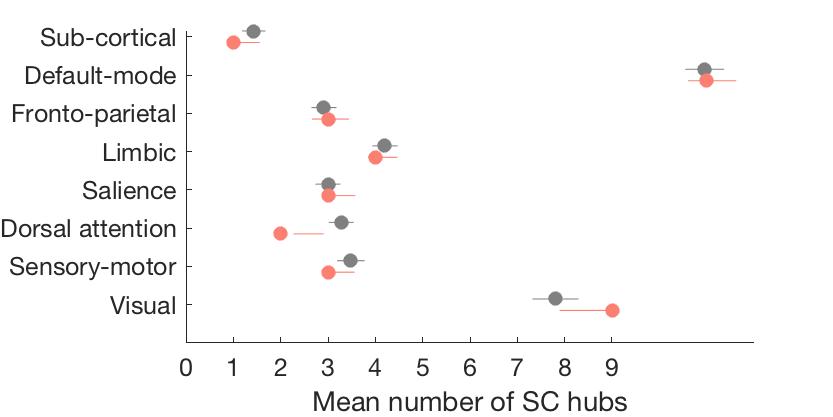 Sub-cortical
Default-mode
Fronto-parietal
Limbic
Salience
Dorsal attention
Sensory-motor
Visual
0 1 2 3 4 5 6 7 8 9
Mean number of SC hubs